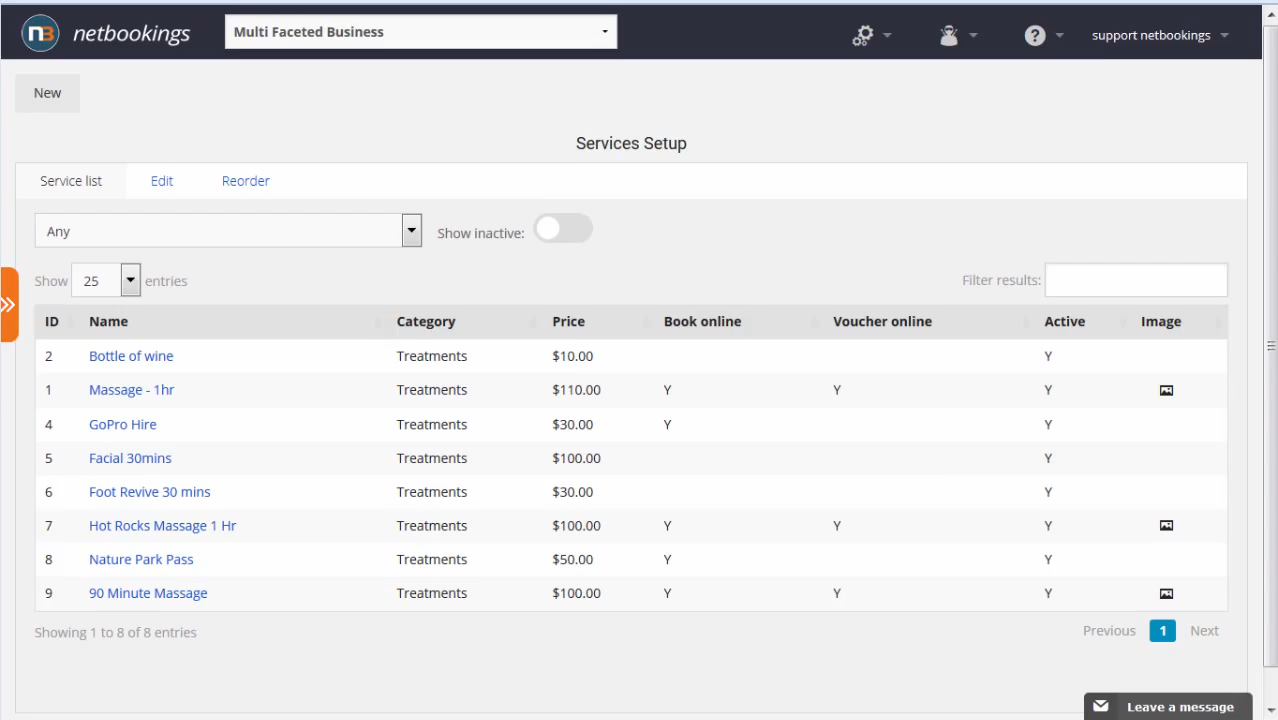 n3 netbookings Multi Faceted Business ? support netbookings
New
Services Setup
Service list Edit Reorder
Any Show inactive:
Show 25 entries Filter results:
ID Name Category Price Book online Voucher online Active Image
2 Bottle of wine Treatments $10.00 Y
1 Massage - 1hr Treatments $110.00 Y Y Y
4 GoPro Hire Treatments $30.00 Y Y
5 Facial 30mins Treatments $100.00 Y
6 Foot Revive 30 mins Treatments $30.00 Y
7 Hot Rocks Massage 1 Hr Treatments $100.00 Y Y Y
8 Nature Park Pass Treatments $50.00 Y Y
9 90 Minute Massage Treatments $100.00 Y Y Y
Showing 1 to 8 of 8 entries Previous 1 Next
Leave a message